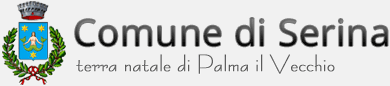 Comune di Serina
terra natale di Palma il Vecchio